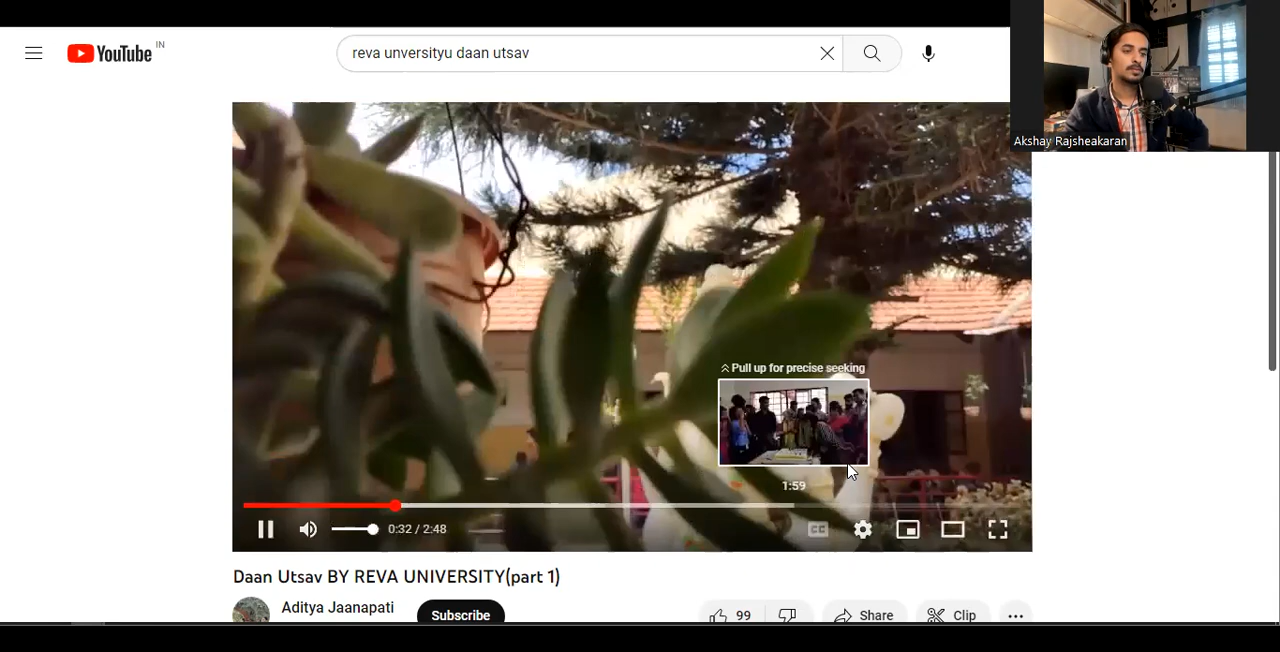 YouTube IN
reva unversityu daan utsav
Akshay Rajsheakaran
Pull up for precise seeking
1:59
0:32 / 2:48
CC
Daan Utsav BY REVA UNIVERSITY(part 1)
Aditya Jaanapati
Subscribe
99
Share
Clip